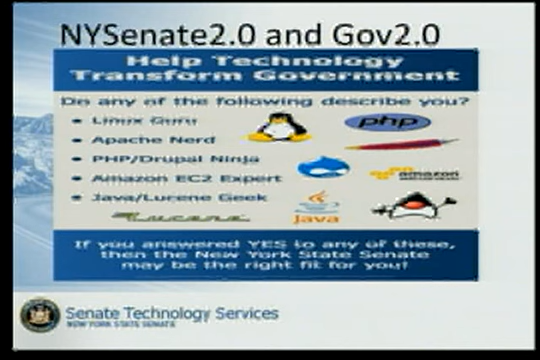 NYSenate2.0 and Gov2.0
Help Technology
Transform Government
Do any of the following describe you?
• Linux Guru
• Apache Nerd
• PHP/Drupal Ninja
• Amazon EC2 Expert
• Java/Lucene Geek
php
amazon
Lucene
Java
If you answered YES to any of these,
then the New York State Senate
may be the right fit for you!
Senate Technology Services
NEW YORK STATE SENATE